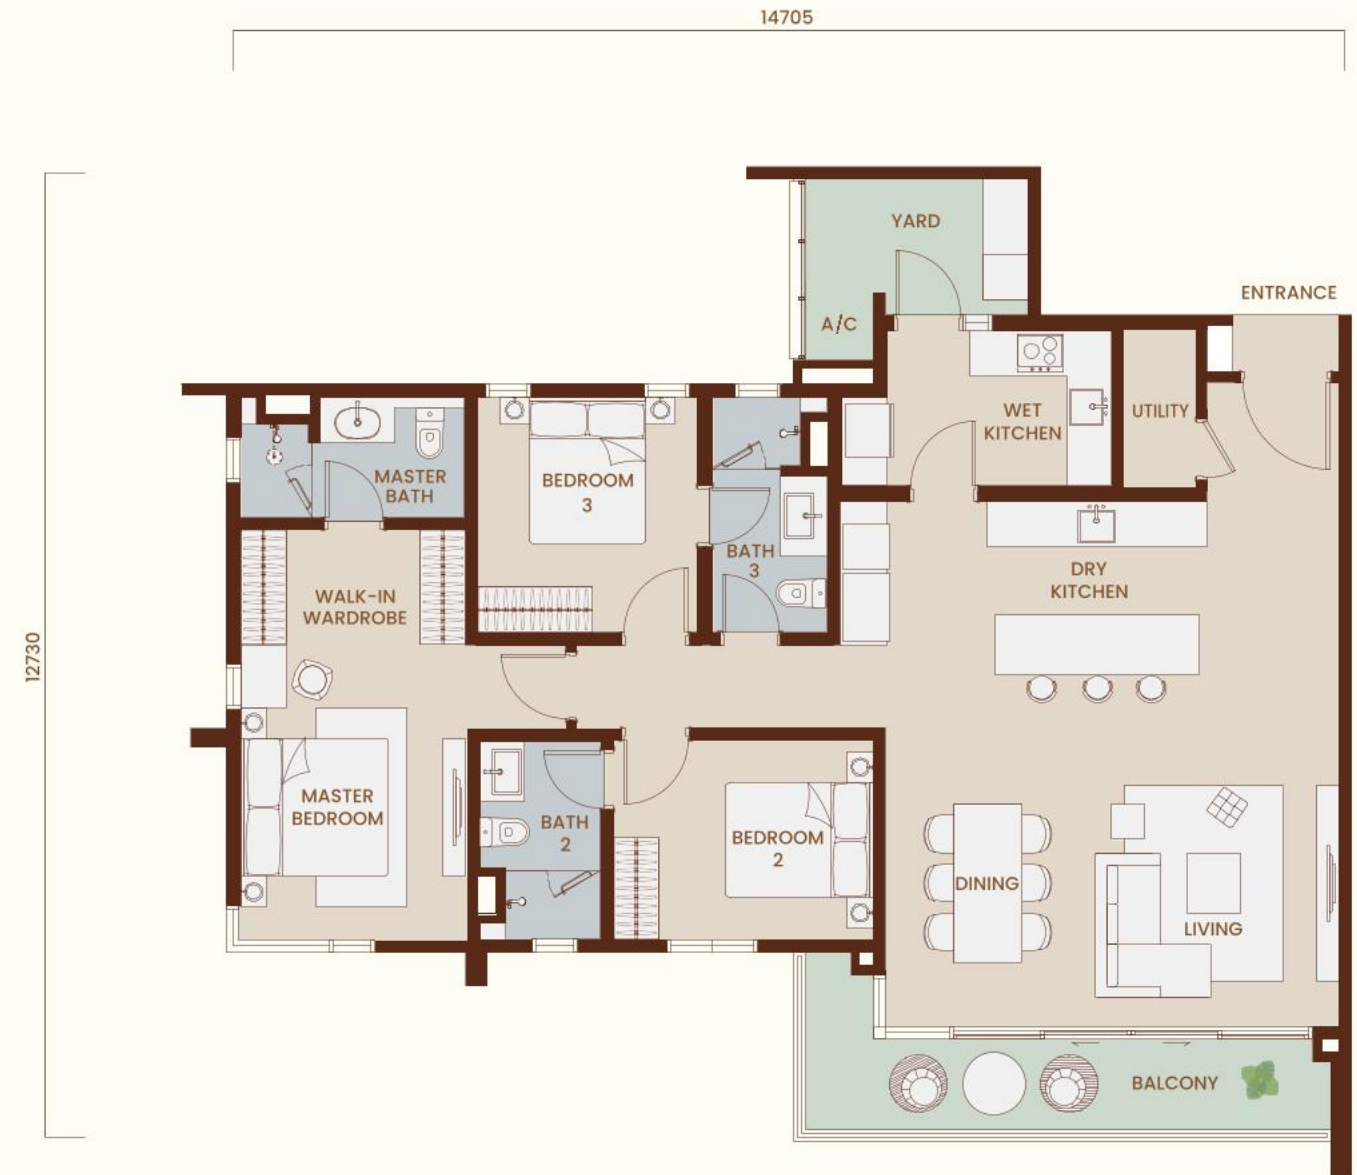 14705
YARD
ENTRANCE
A/C
WET
KITCHEN
UTILITY
MASTER
BATH
BEDROOM
3
BATH
3
DRY
KITCHEN
WALK-IN
WARDROBE
12730
MASTER
BEDROOM
BATH
2
BEDROOM
2
DINING
LIVING
BALCONY